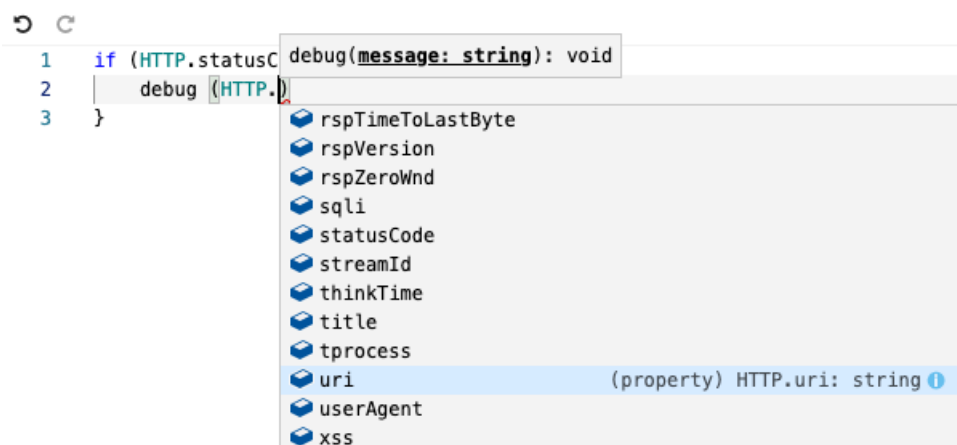 1 if (HTTP.statusC
debug(message: string): void
2 debug (HTTP.)
3 }
rspTimeToLastByte
rspVersion
rspZeroWnd
sqli
statusCode
streamId
thinkTime
title
tprocess
uri (property) HTTP.uri: string
userAgent
xss